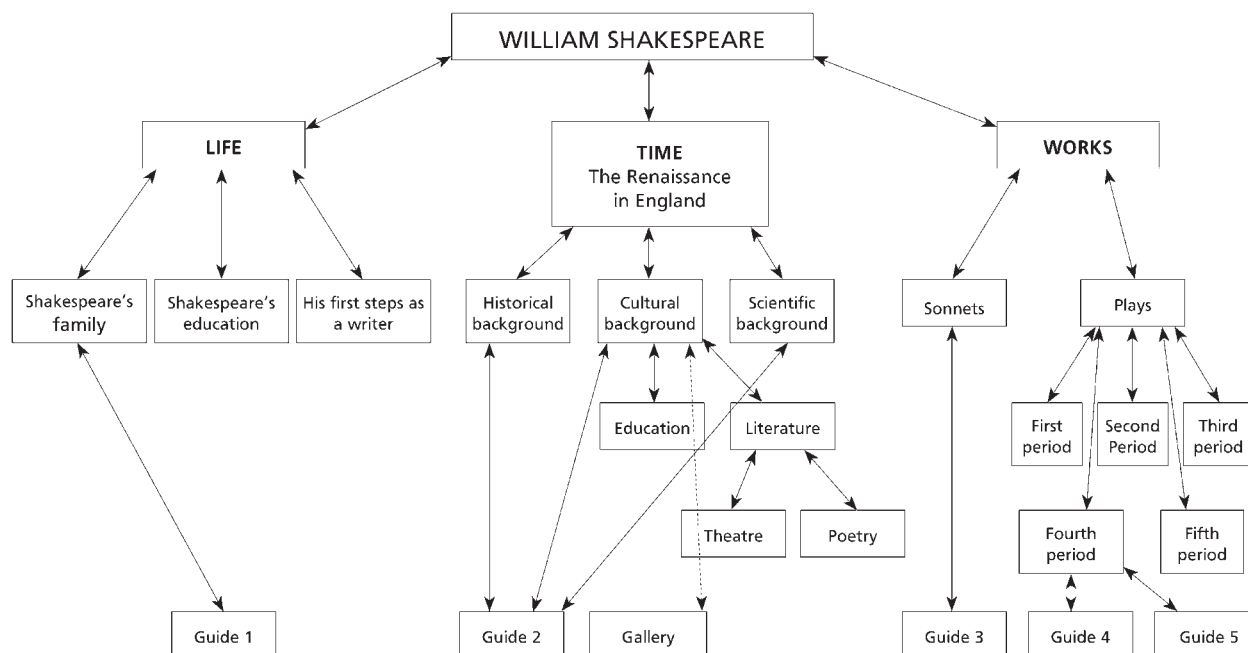 WILLIAM SHAKESPEARE
LIFE
TIME
The Renaissance
in England
WORKS
Shakespeare's
family
Shakespeare's
education
His first steps as
a writer
Historical
background
Cultural
background
Scientific
background
Sonnets
Plays
Education
Literature
First
period
Second
Period
Third
period
Theatre
Poetry
Fourth
period
Fifth
period
Guide 1
Guide 2
Gallery
Guide 3
Guide 4
Guide 5